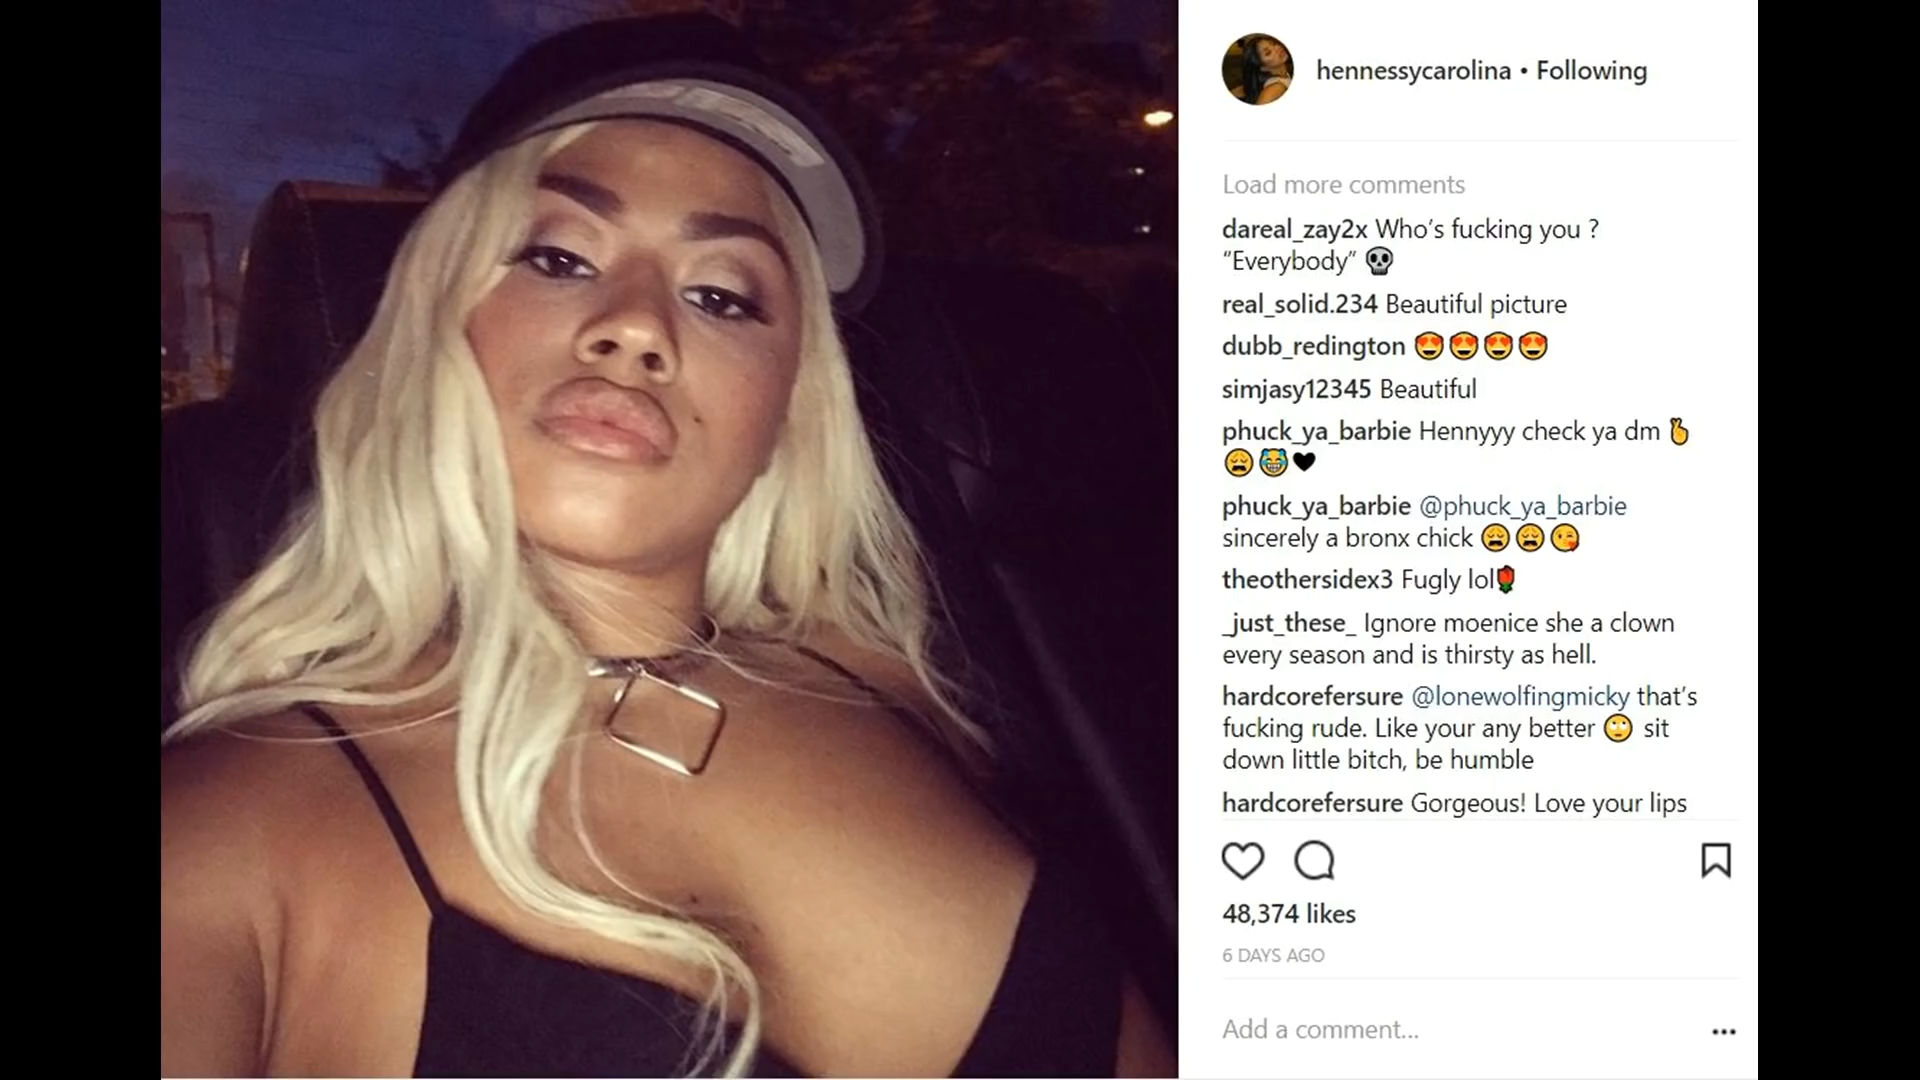 hennessycarolina • Following
Load more comments
dareal_zay2x Who’s fucking you ?
“Everybody” 💀
real_solid.234 Beautiful picture
dubb_redington 😍😍😍😍
simjasy12345 Beautiful
phuck_ya_barbie Hennyyy check ya dm 🫰
😩😹🖤
phuck_ya_barbie @phuck_ya_barbie
sincerely a bronx chick 😩😩😘
theothersidex3 Fugly lol🌹
_just_these_ Ignore moenice she a clown
every season and is thirsty as hell.
hardcorefersure @lonewolfingmicky that’s
fucking rude. Like your any better 🙄 sit
down little bitch, be humble
hardcorefersure Gorgeous! Love your lips
48,374 likes
6 DAYS AGO
Add a comment...